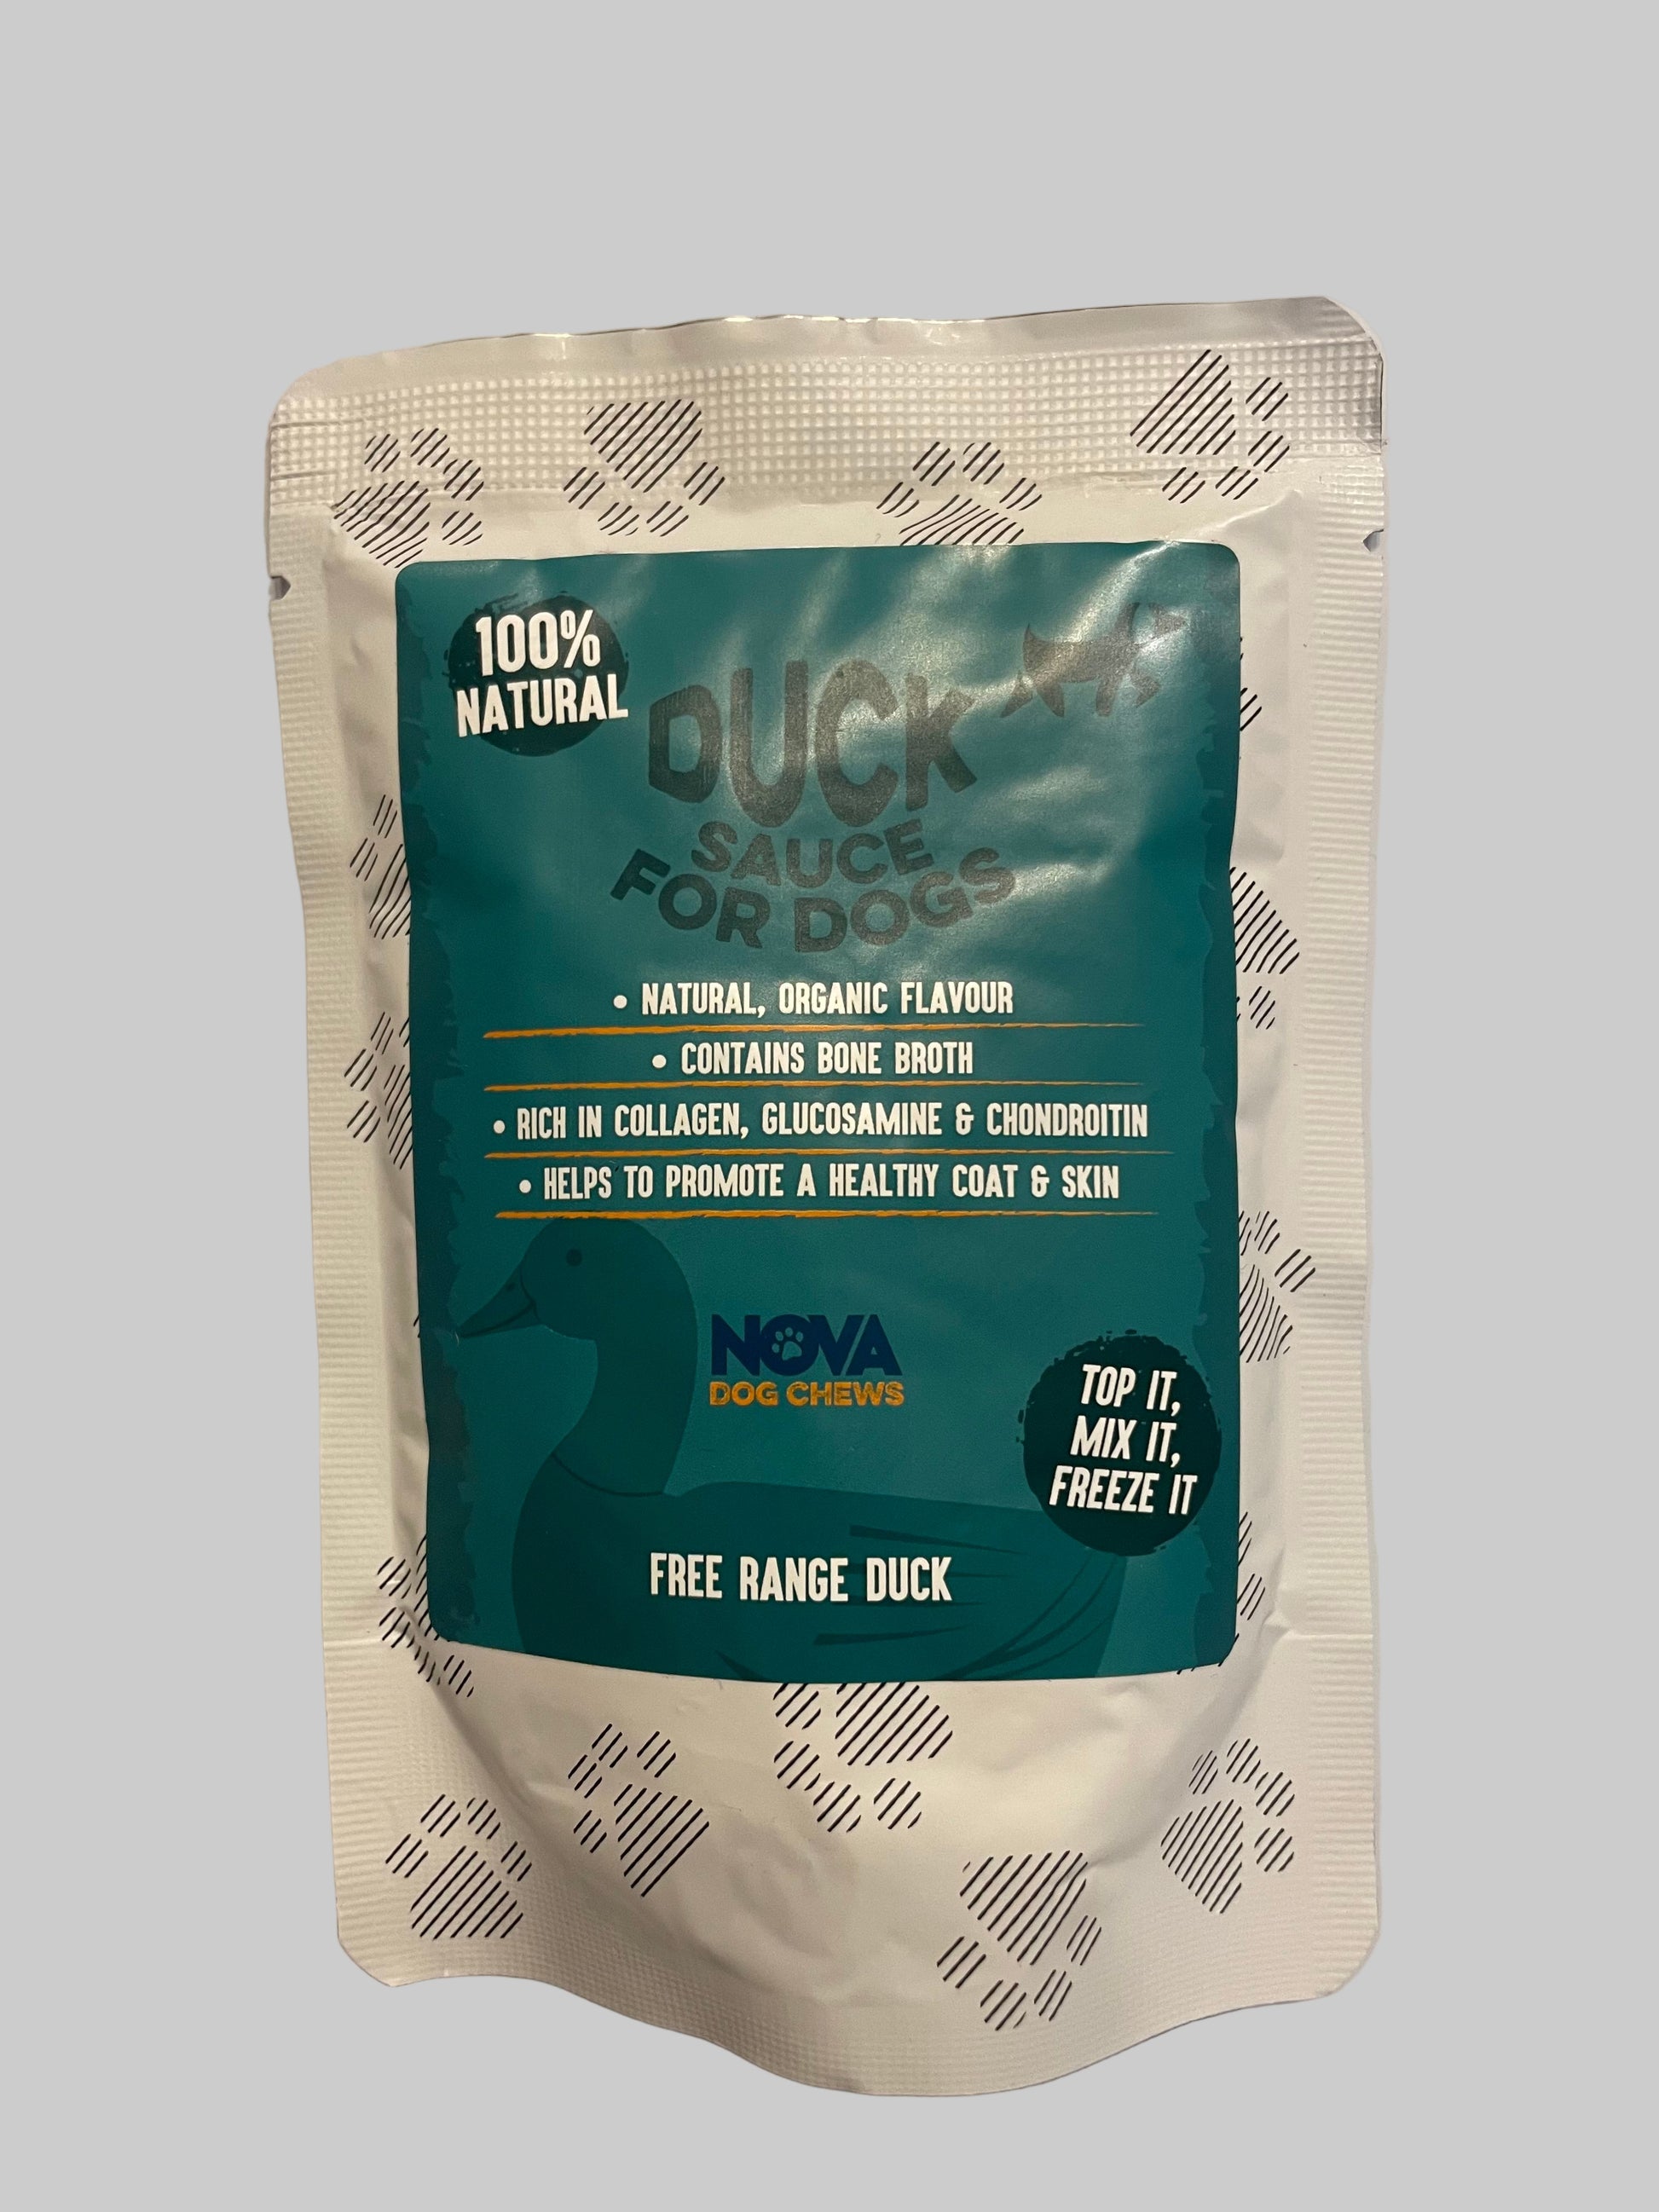 100%
NATURAL
DUCK
SAUCE
FOR DOGS
• NATURAL, ORGANIC FLAVOUR
• CONTAINS BONE BROTH
• RICH IN COLLAGEN, GLUCOSAMINE & CHONDROITIN
• HELPS TO PROMOTE A HEALTHY COAT & SKIN
NOVA
DOG CHEWS
TOP IT,
MIX IT,
FREEZE IT
FREE RANGE DUCK